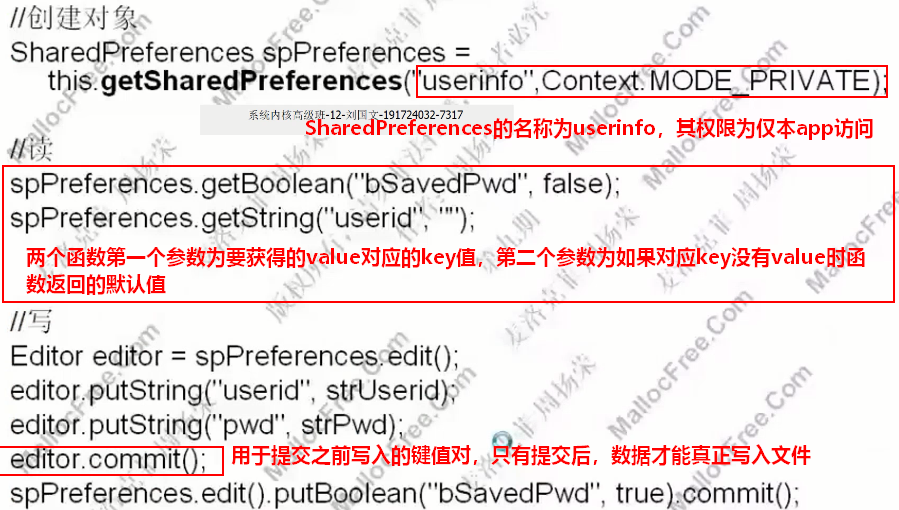 //创建对象
SharedPreferences spPreferences =
this.getSharedPreferences("userinfo",Context.MODE_PRIVATE);
系统内核高级班-12-刘国文-191724032-7317
SharedPreferences的名称为userinfo，其权限为仅本app访问
//读
spPreferences.getBoolean("bSavedPwd", false);
spPreferences.getString("userid", "");
两个函数第一个参数为要获得的value对应的key值，第二个参数为如果对应key没有value时函
数返回的默认值
//写
Editor editor = spPreferences.edit();
editor.putString("userid", strUserid);
editor.putString("pwd", strPwd);
editor.commit();
用于提交之前写入的键值对，只有提交后，数据才能真正写入文件
spPreferences.edit().putBoolean("bSavedPwd", true).commit();
MallocFree.Com
麦洛克菲 周扬荣